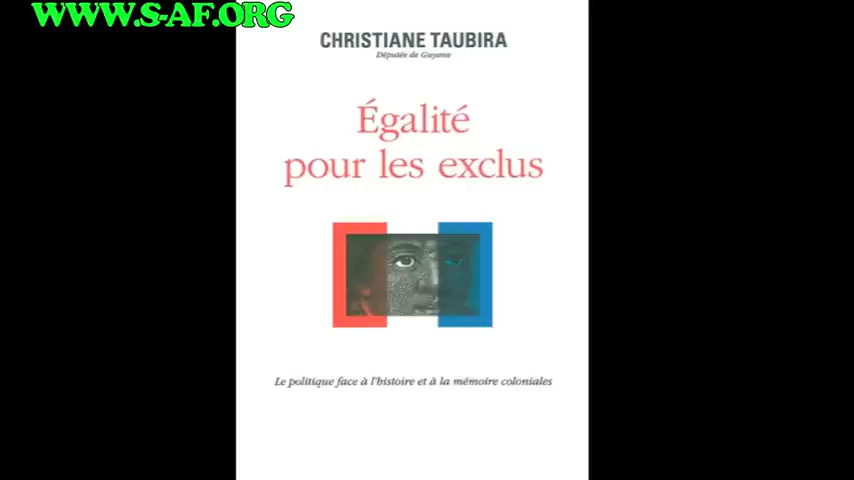 WWW.S-AF.ORG
CHRISTIANE TAUBIRA
Députée de Guyane
Égalité
pour les exclus
Le politique face à l'histoire et à la mémoire coloniales